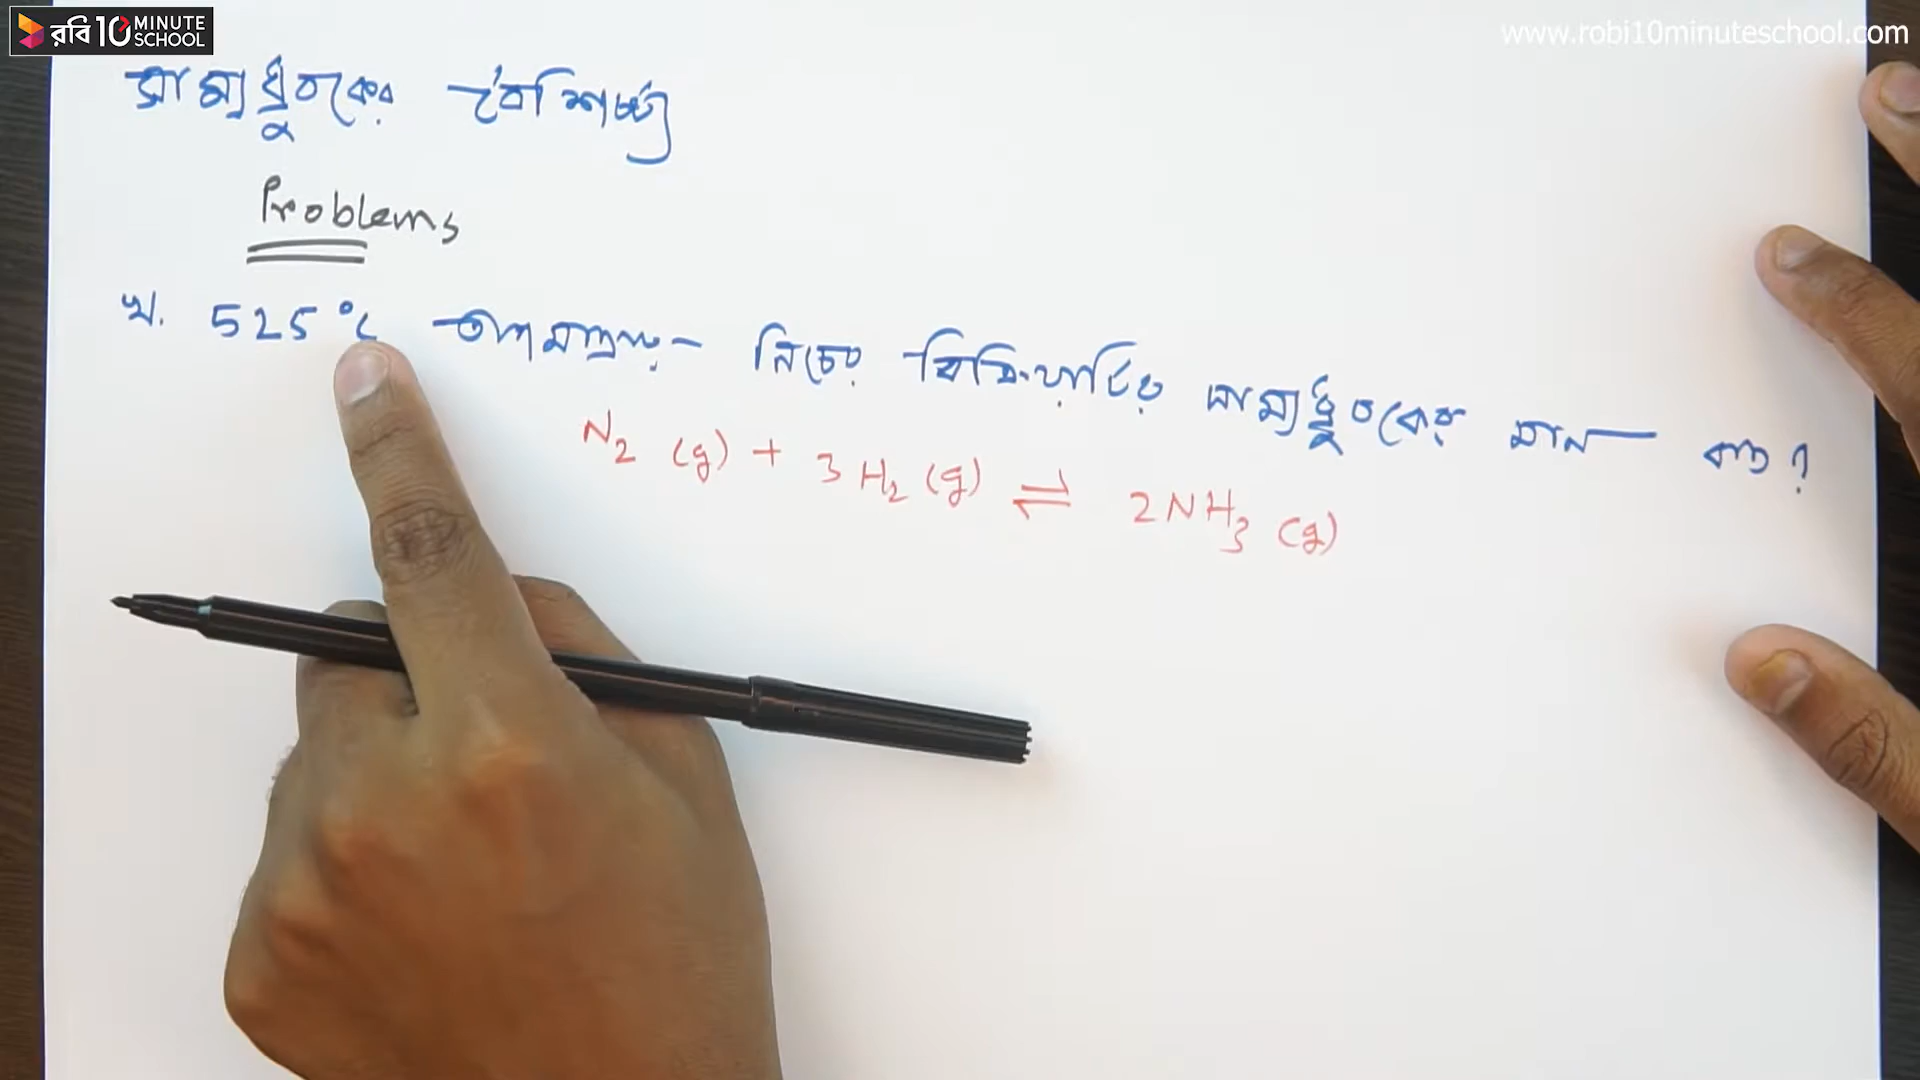 রবি 10 MINUTE SCHOOL
www.robi10minuteschool.com
সাম্যধ্রুবকের বৈশিষ্ট্য
Problems
খ. 525°C তাপমাত্রায় নিচের বিক্রিয়াটির সাম্যধ্রুবকের মান কত?
N₂ (g) + 3H₂ (g) ⇌ 2NH₃ (g)